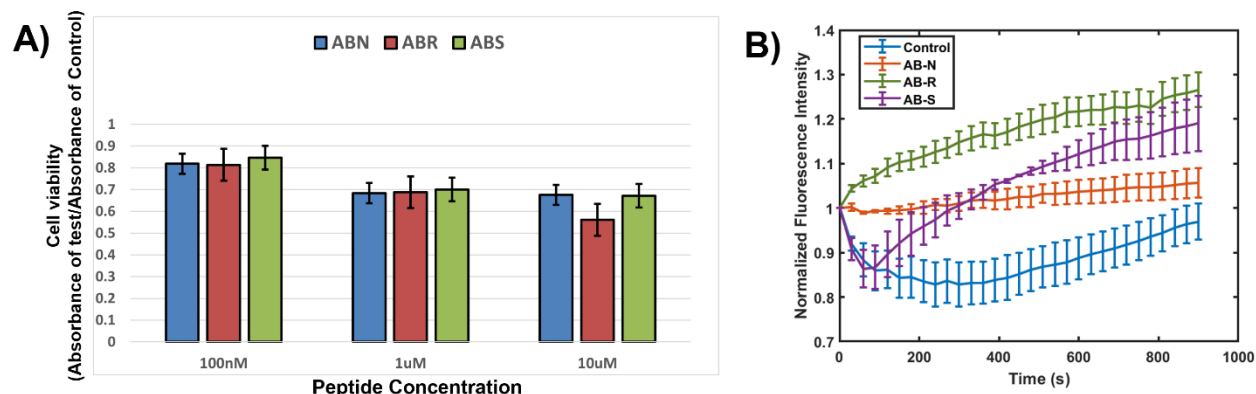 A)
ABN ABR ABS
Cell viability
(Absorbance of test/Absorbance of Control)
1
0.9
0.8
0.7
0.6
0.5
0.4
0.3
0.2
0.1
0
100nM 1uM 10uM
Peptide Concentration
B)
Control
AB-N
AB-R
AB-S
Normalized Fluorescence Intensity
1.4
1.3
1.2
1.1
1
0.9
0.8
0.7
0 200 400 600 800 1000
Time (s)